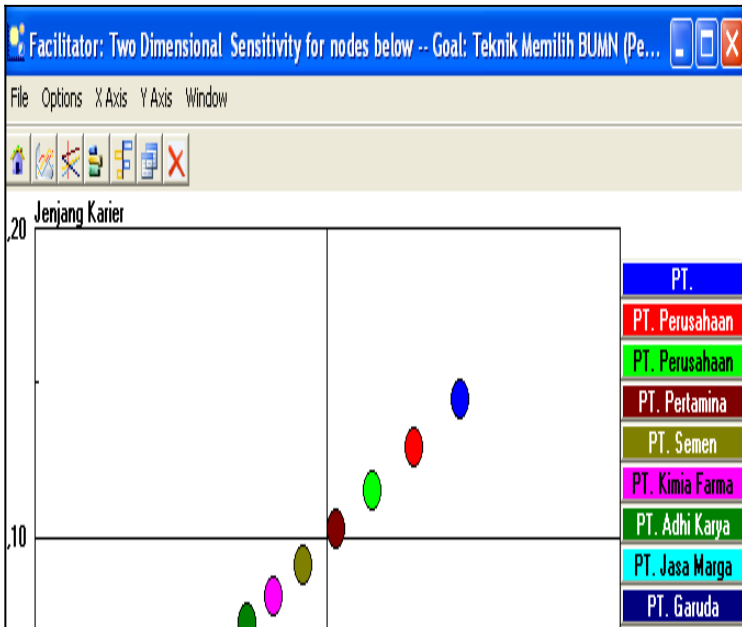 Facilitator: Two Dimensional Sensitivity for nodes below -- Goal: Teknik Memilih BUMN (Pe...
File Options X Axis Y Axis Window
Jenjang Karier
,20
PT.
PT. Perusahaan
PT. Perusahaan
PT. Pertamina
PT. Semen
PT. Kimia Farma
PT. Adhi Karya
,10
PT. Jasa Marga
PT. Garuda